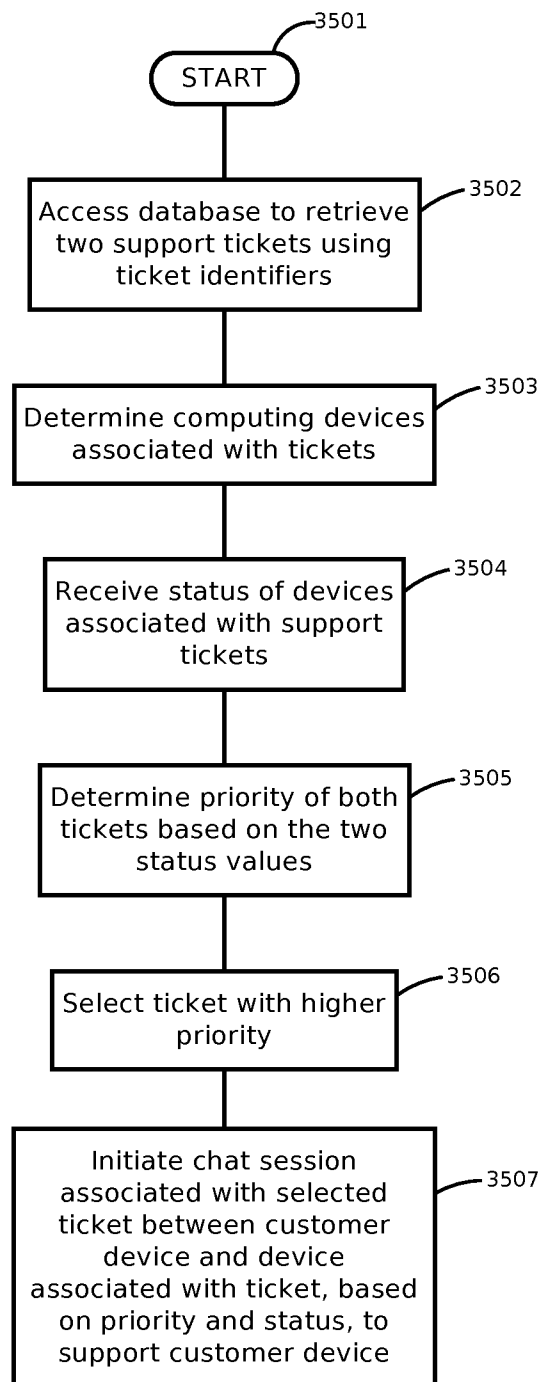 3501
START
3502
Access database to retrieve
two support tickets using
ticket identifiers
3503
Determine computing devices
associated with tickets
3504
Receive status of devices
associated with support
tickets
3505
Determine priority of both
tickets based on the two
status values
3506
Select ticket with higher
priority
3507
Initiate chat session
associated with selected
ticket between customer
device and device
associated with ticket, based
on priority and status, to
support customer device